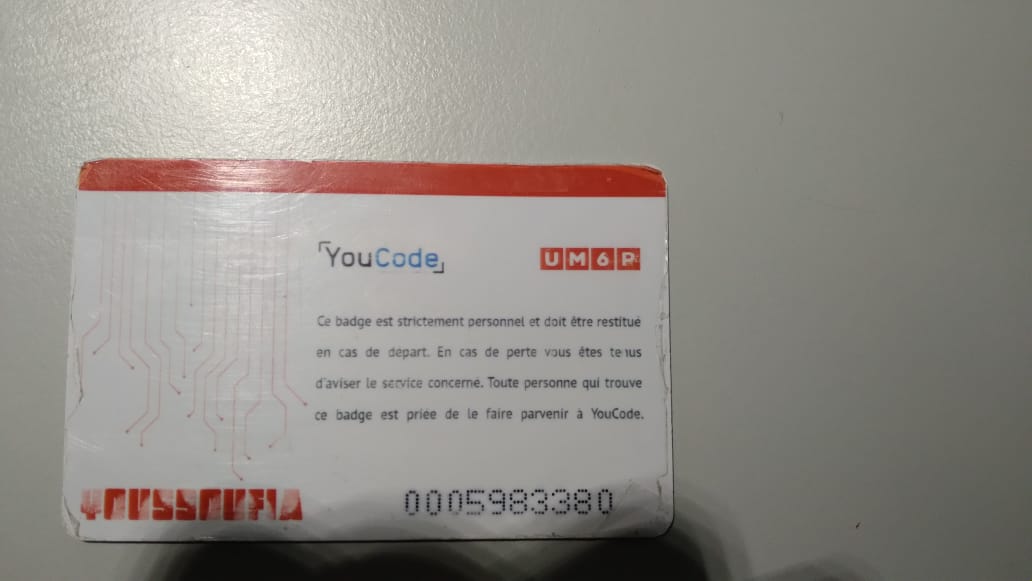 YouCode
UM6P
Ce badge est strictement personnel et doit être restitué
en cas de départ. En cas de perte vous êtes tenus
d'aviser le service concerné. Toute personne qui trouve
ce badge est priée de le faire parvenir à YouCode.
YOUSSOUFIA
0005983380